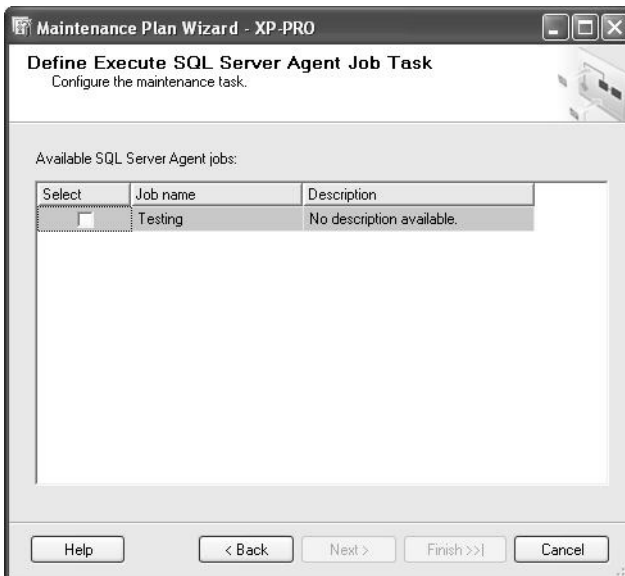 Maintenance Plan Wizard - XP-PRO
Define Execute SQL Server Agent Job Task
Configure the maintenance task.
Available SQL Server Agent jobs:
Select Job name Description
Testing No description available.
Help < Back Next > Finish >>| Cancel